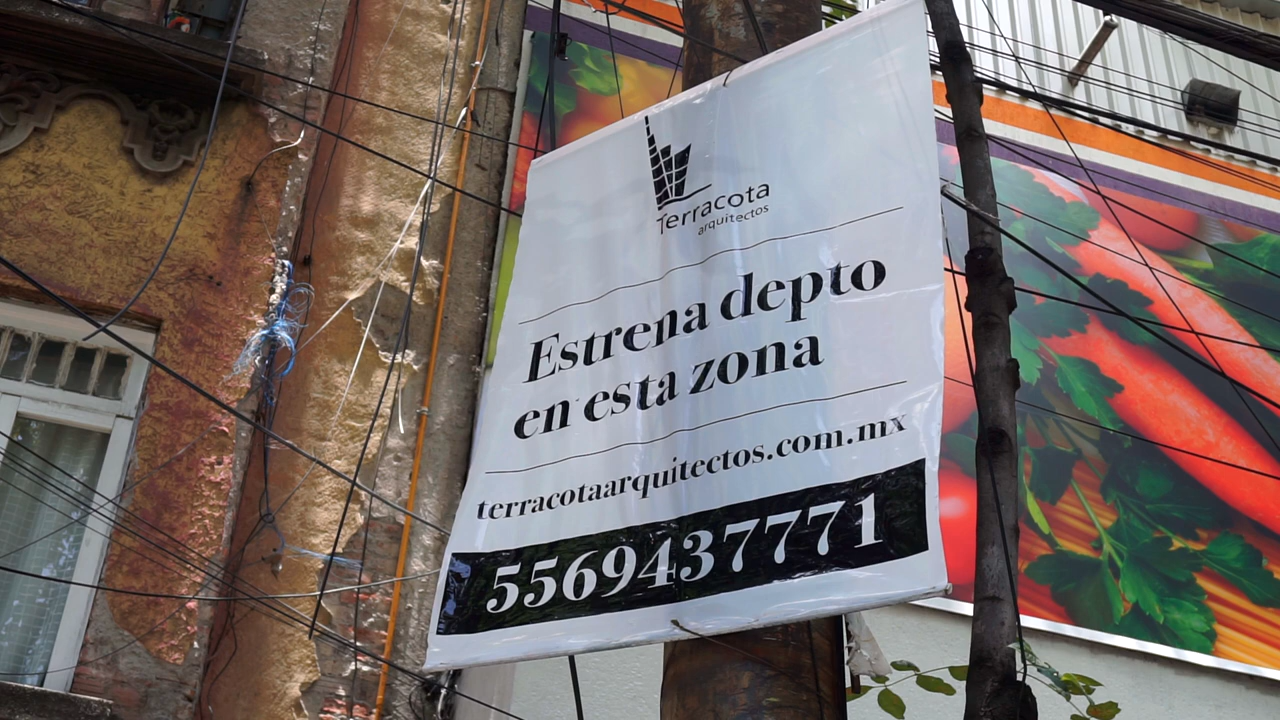 Terracota
arquitectos
Estrena depto
en esta zona
terracotaarquitectos.com.mx
5569437771